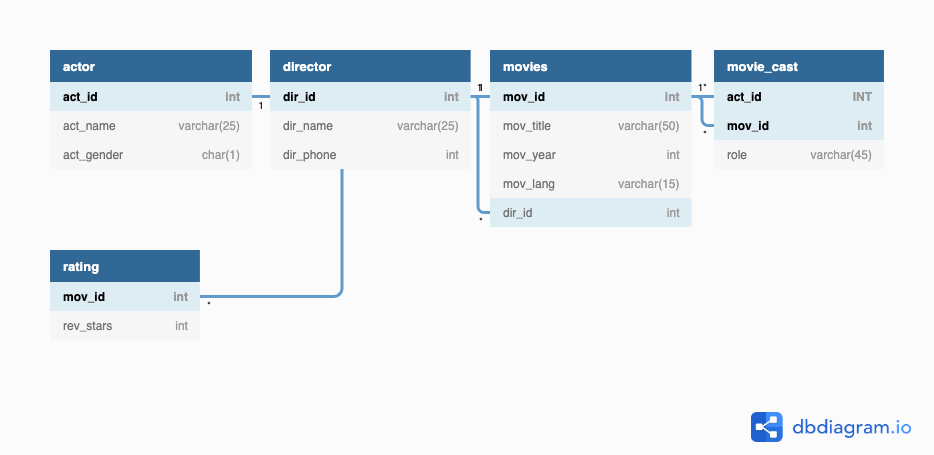 actor
act_id int
act_name varchar(25)
act_gender char(1)
director
dir_id int
dir_name varchar(25)
dir_phone int
movies
mov_id int
mov_title varchar(50)
mov_year int
mov_lang varchar(15)
dir_id int
movie_cast
act_id INT
mov_id int
role varchar(45)
1
1
1
1*
*
*
rating
mov_id int
rev_stars int
*
dbdiagram.io